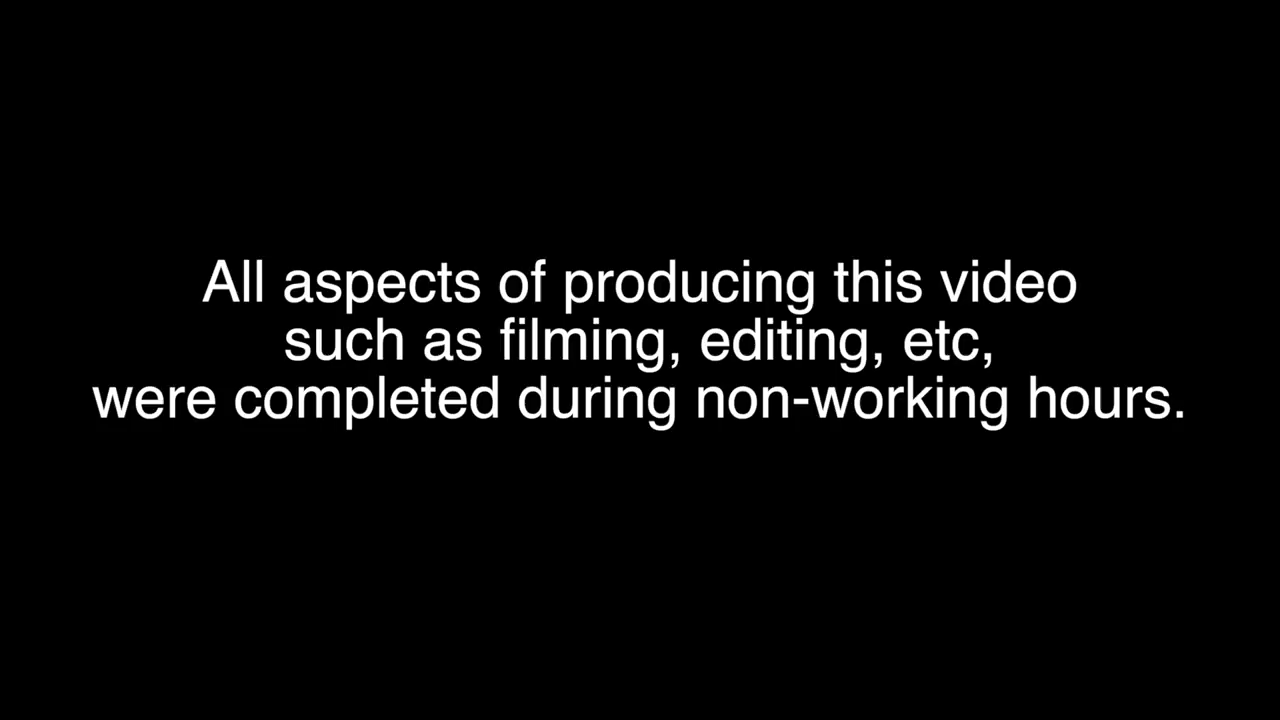 All aspects of producing this video
such as filming, editing, etc,
were completed during non-working hours.